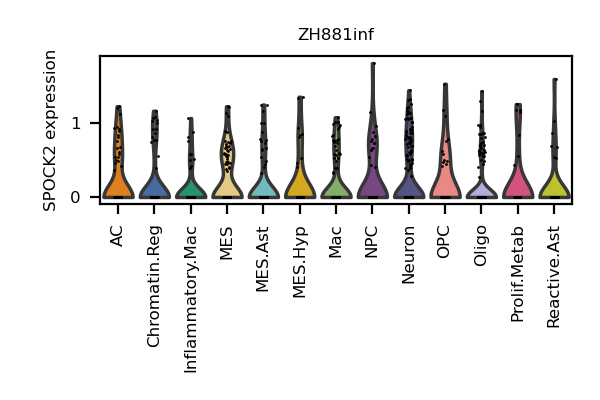 ZH881inf
SPOCK2 expression
1
0
AC
Chromatin.Reg
Inflammatory.Mac
MES
MES.Ast
MES.Hyp
Mac
NPC
Neuron
OPC
Oligo
Prolif.Metab
Reactive.Ast